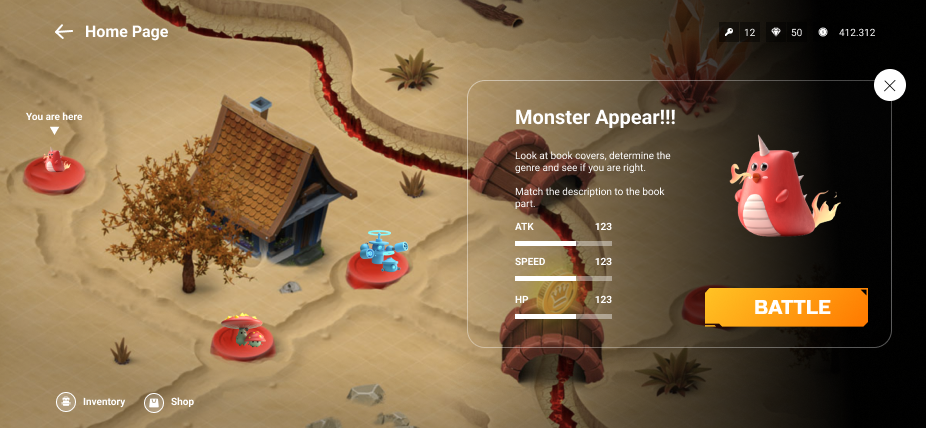 Home Page
12
50
412.312
You are here
Monster Appear!!!
Look at book covers, determine the
genre and see if you are right.
Match the description to the book
part.
ATK 123
SPEED 123
HP 123
BATTLE
Inventory
Shop